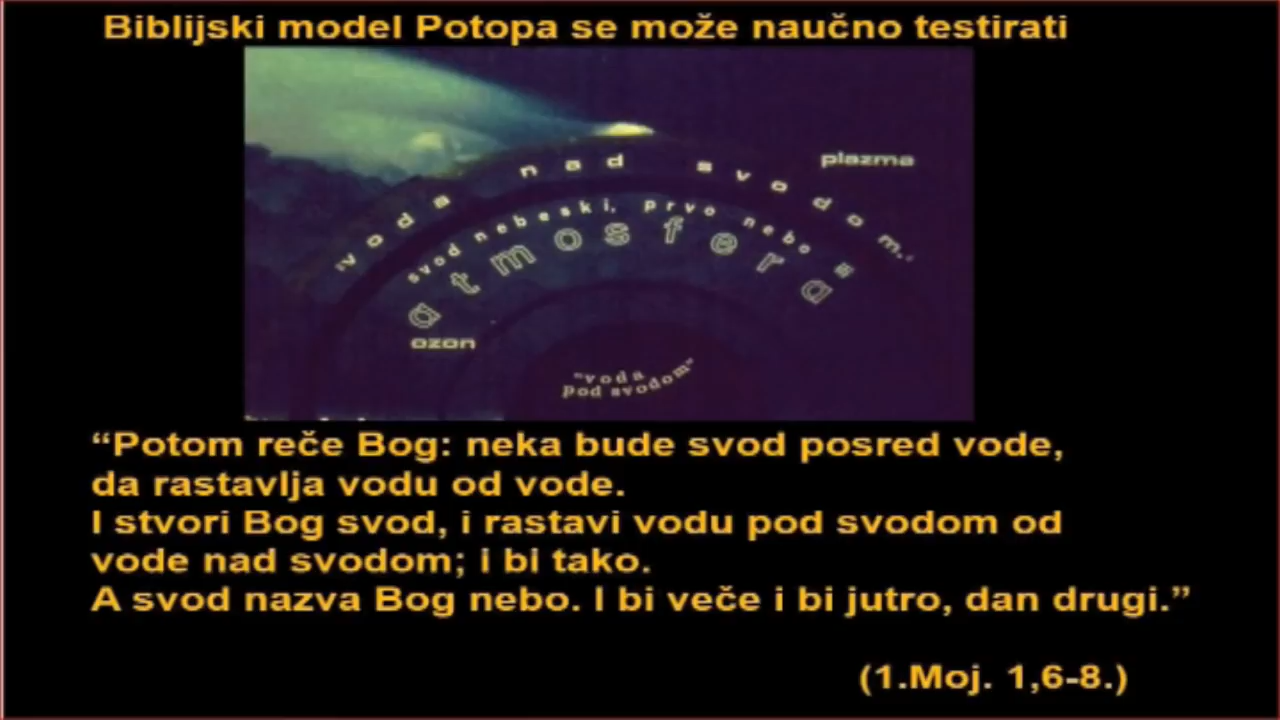 Biblijski model Potopa se može naučno testirati
plazma
"voda nad svodom."
svod nebeski, prvo nebo
atmosfera
ozon
"voda
pod svodom"
“Potom reče Bog: neka bude svod posred vode,
da rastavlja vodu od vode.
I stvori Bog svod, i rastavi vodu pod svodom od
vode nad svodom; i bi tako.
A svod nazva Bog nebo. I bi veče i bi jutro, dan drugi.”
(1.Moj. 1,6-8.)